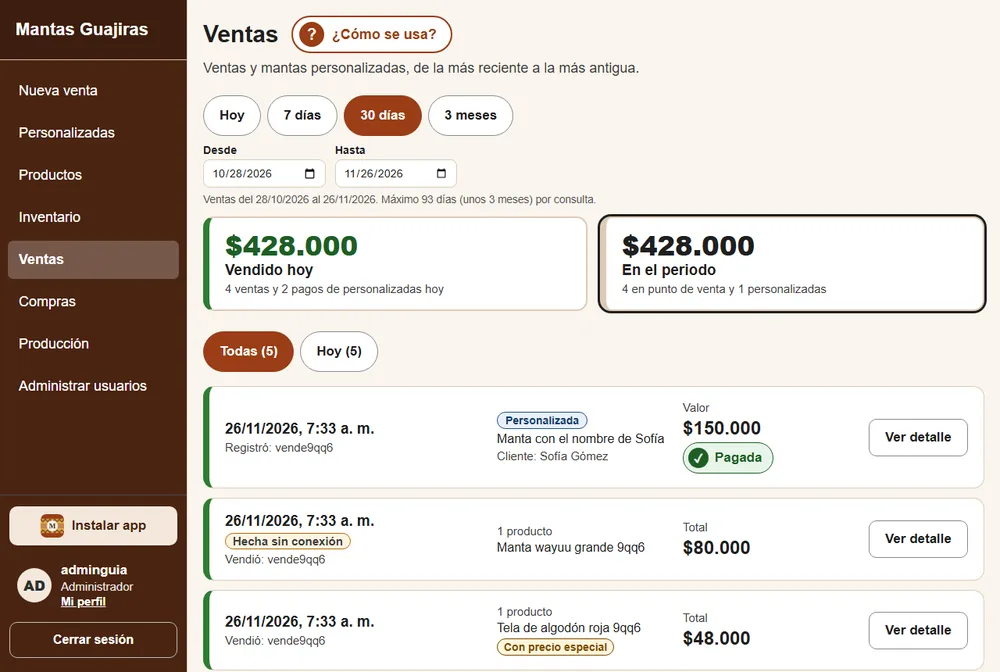 Mantas Guajiras
Nueva venta
Personalizadas
Productos
Inventario
Ventas
Compras
Producción
Administrar usuarios
M
Instalar app
AD
adminguia
Administrador
Mi perfil
Cerrar sesión
Ventas
? ¿Cómo se usa?
Ventas y mantas personalizadas, de la más reciente a la más antigua.
Hoy
7 días
30 días
3 meses
Desde
Hasta
10/28/2026
11/26/2026
Ventas del 28/10/2026 al 26/11/2026. Máximo 93 días (unos 3 meses) por consulta.
$428.000
Vendido hoy
4 ventas y 2 pagos de personalizadas hoy
$428.000
En el periodo
4 en punto de venta y 1 personalizadas
Todas (5)
Hoy (5)
26/11/2026, 7:33 a. m.
Registró: vende9qq6
Personalizada
Manta con el nombre de Sofía
Cliente: Sofía Gómez
Valor
$150.000
✓ Pagada
Ver detalle
26/11/2026, 7:33 a. m.
Hecha sin conexión
Vendió: vende9qq6
1 producto
Manta wayuu grande 9qq6
Total
$80.000
Ver detalle
26/11/2026, 7:33 a. m.
Vendió: vende9qq6
1 producto
Tela de algodón roja 9qq6
Con precio especial
Total
$48.000
Ver detalle